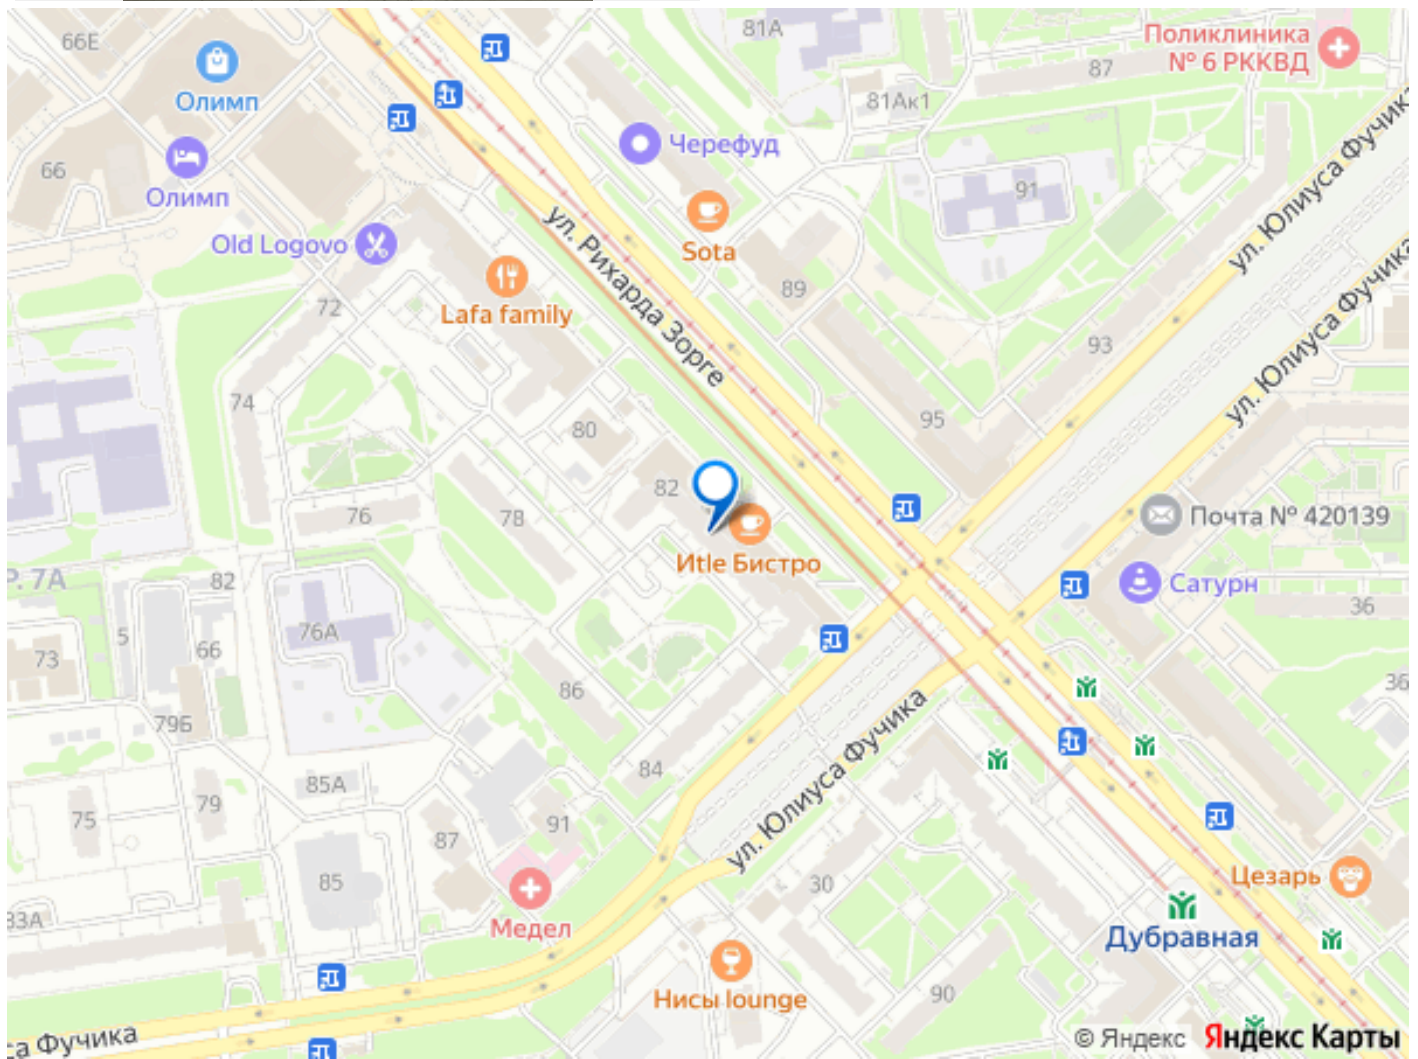 66Е
81А
Поликлиника
№ 6 РККВД
87
Олимп
81Ак1
Черефуд
66
Олимп
91
ул. Юлиуса Фучика
Old Logovo
Sota
ул. Рихарда Зорге
89
72
Lafa family
ул. Юлиуса Фучика
93
74
95
80
82
76
78
Почта № 420139
Иtle Бистро
Р. 7А
82
Сатурн
36
5
76А
66
73
86
36
79Б
84
ул. Юлиуса Фучика
85А
75
79
87
91
85
30
Цезарь
33А
Медел
Дубравная
Нисы lounge
90
са Фучика
© Яндекс Яндекс Карты